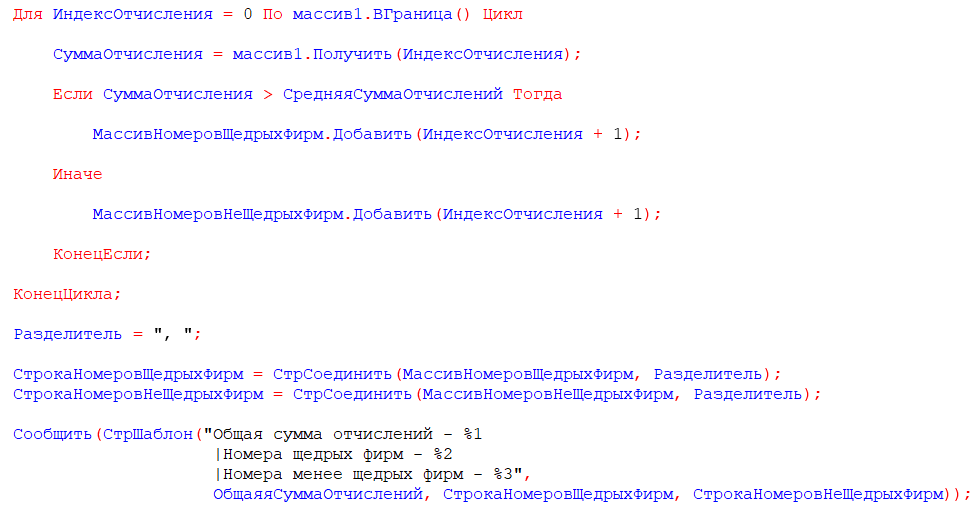 Для ИндексОтчисления = 0 По массив1.ВГраница() Цикл
СуммаОтчисления = массив1.Получить(ИндексОтчисления);
Если СуммаОтчисления > СредняяСуммаОтчислений Тогда
МассивНомеровЩедрыхФирм.Добавить(ИндексОтчисления + 1);
Иначе
МассивНомеровНеЩедрыхФирм.Добавить(ИндексОтчисления + 1);
КонецЕсли;
КонецЦикла;
Разделитель = ", ";
СтрокаНомеровЩедрыхФирм = СтрСоединить(МассивНомеровЩедрыхФирм, Разделитель);
СтрокаНомеровНеЩедрыхФирм = СтрСоединить(МассивНомеровНеЩедрыхФирм, Разделитель);
Сообщить(СтрШаблон("Общая сумма отчислений – %1
|Номера щедрых фирм – %2
|Номера менее щедрых фирм – %3",
ОбщаяяСуммаОтчислений, СтрокаНомеровЩедрыхФирм, СтрокаНомеровНеЩедрыхФирм));